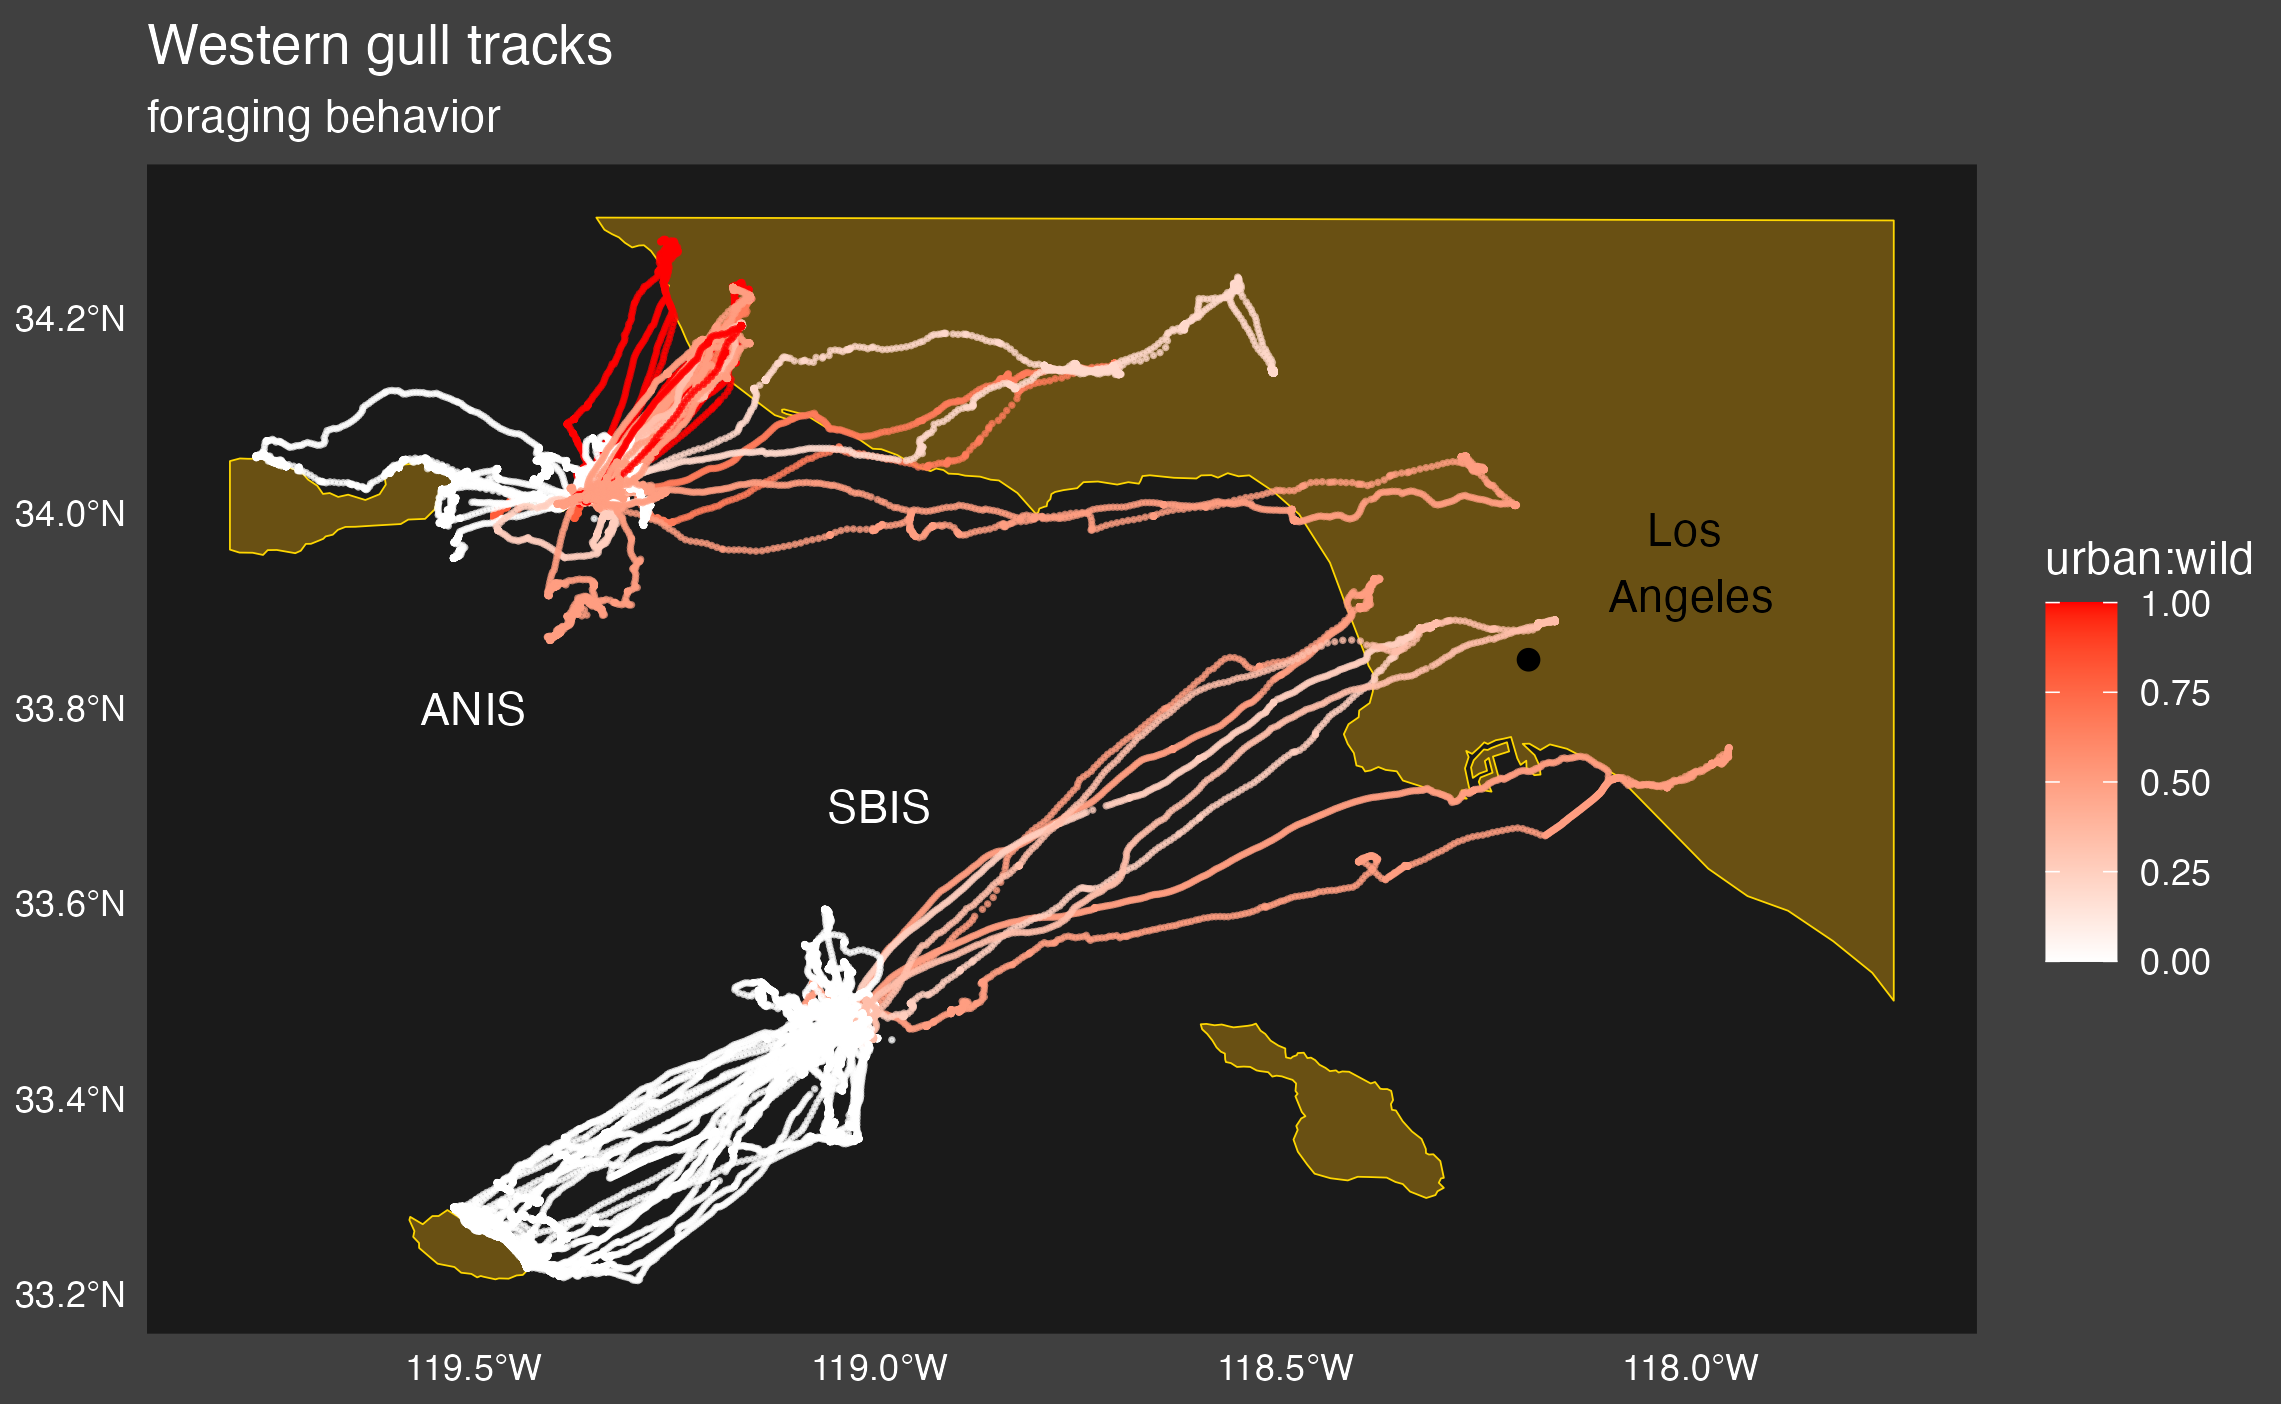 Western gull tracks
foraging behavior
34.2°N
34.0°N
33.8°N
33.6°N
33.4°N
33.2°N
Los
Angeles
ANIS
SBIS
119.5°W
119.0°W
118.5°W
118.0°W
urban:wild
1.00
0.75
0.50
0.25
0.00